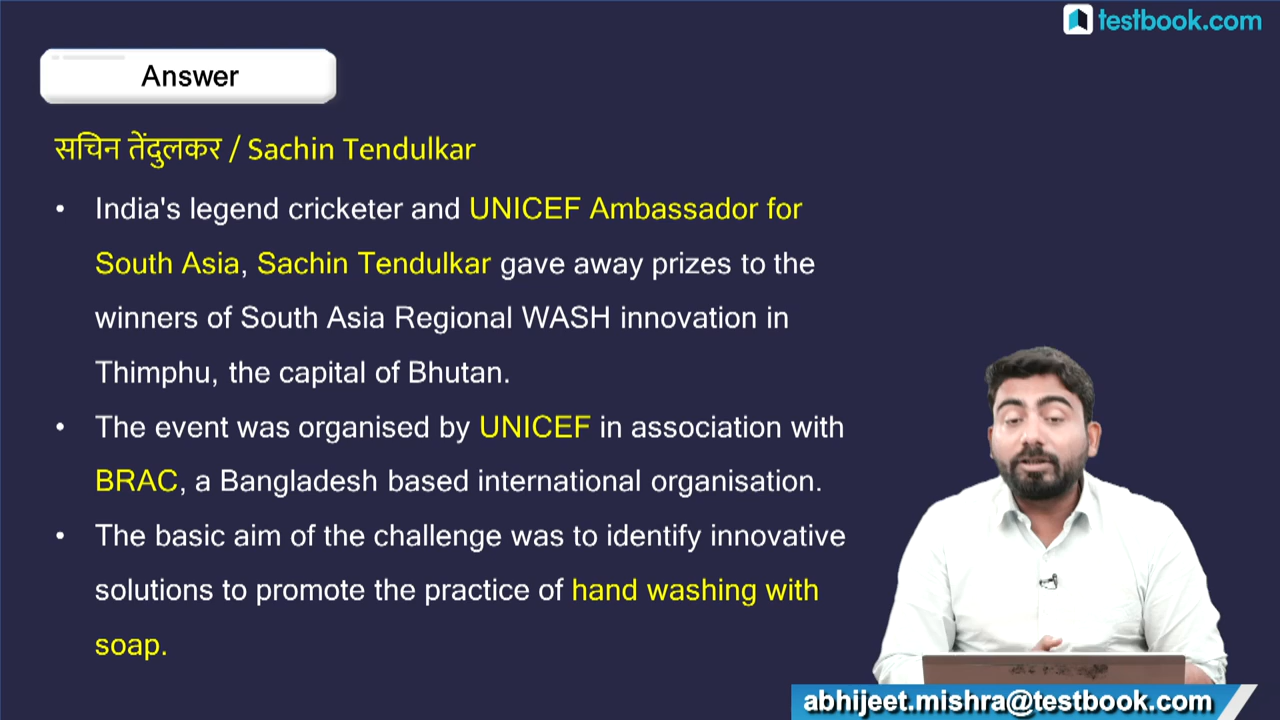 testbook.com
Answer
सचिन तेंदुलकर / Sachin Tendulkar
• India's legend cricketer and UNICEF Ambassador for
South Asia, Sachin Tendulkar gave away prizes to the
winners of South Asia Regional WASH innovation in
Thimphu, the capital of Bhutan.
• The event was organised by UNICEF in association with
BRAC, a Bangladesh based international organisation.
• The basic aim of the challenge was to identify innovative
solutions to promote the practice of hand washing with
soap.
abhijeet.mishra@testbook.com